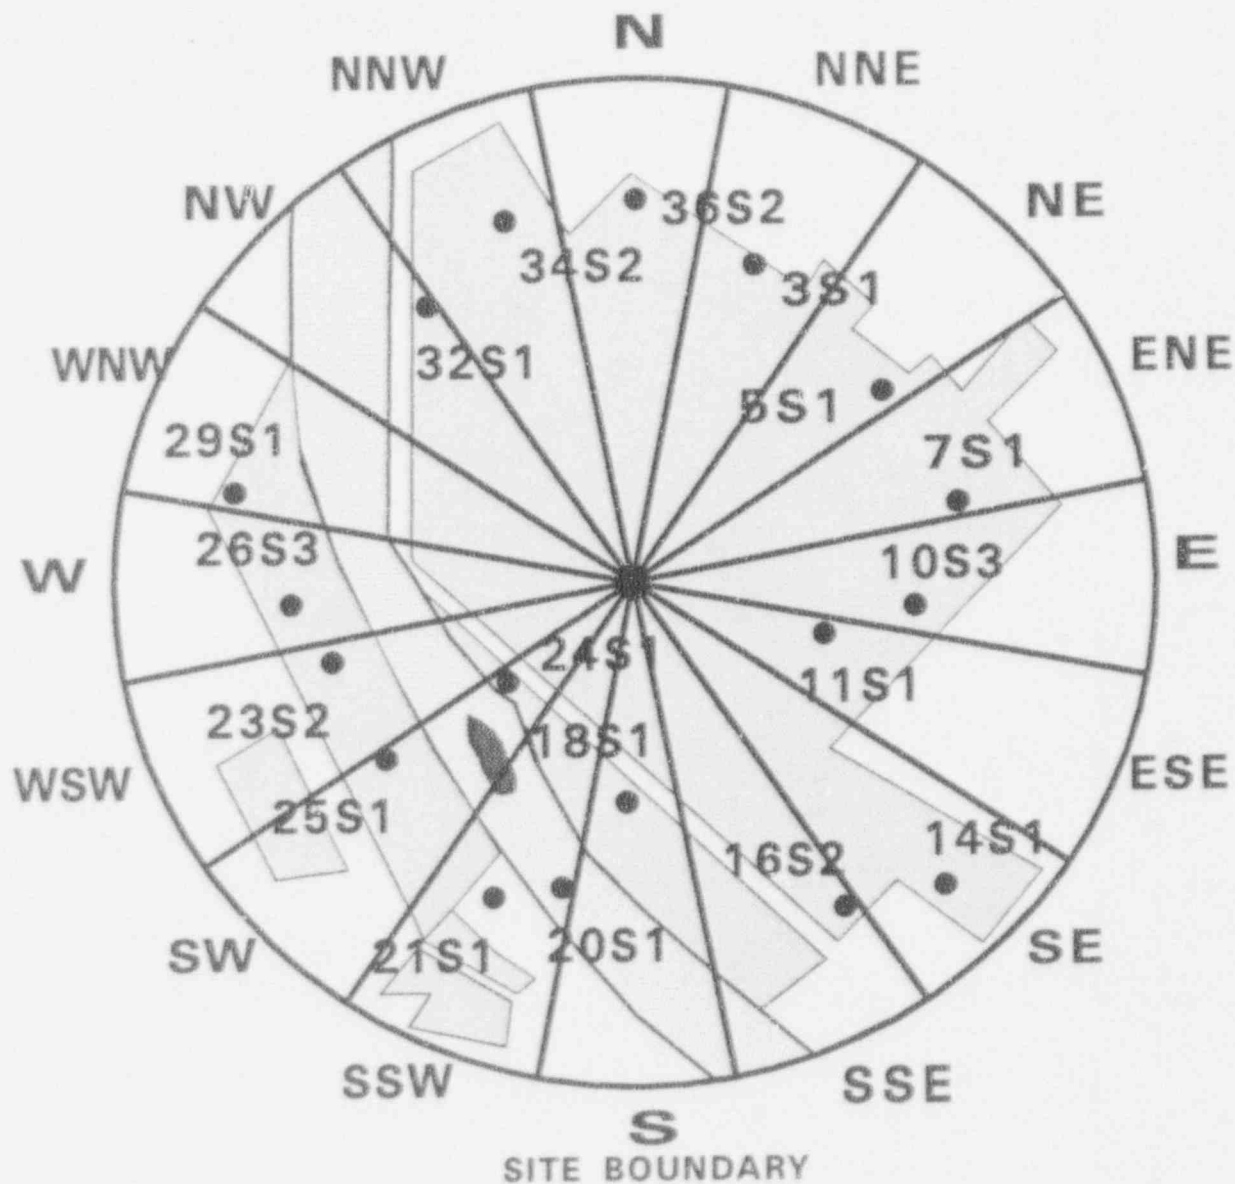 N
NNW
NNE
NW
NE
36S2
34S2
3S1
WNW
32S1
ENE
5S1
29S1
7S1
26S3
10S3
W
E
24S1
11S1
23S2
18S1
WSW
ESE
25S1
16S2
14S1
SW
21S1
20S1
SE
SSW
SSE
S
SITE BOUNDARY